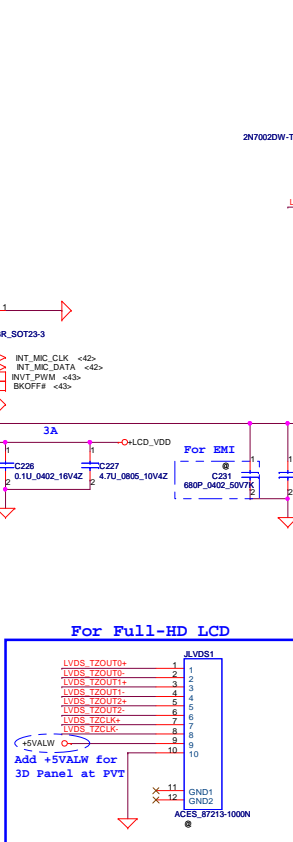 2N7002DW-T
L
1
R_SOT23-3
INT_MIC_CLK <42>
INT_MIC_DATA <42>
INVT_PWM <43>
BKOFF# <43>
3A
+LCD_VDD
For EMI
@
1
C226
0.1U_0402_16V4Z
2
1
C227
4.7U_0805_10V4Z
2
1
C231
680P_0402_50V7K
2
1
2
For Full-HD LCD
JLVDS1
LVDS_TZOUT0+ 1 1
LVDS_TZOUT0- 2 2
LVDS_TZOUT1+ 3 3
LVDS_TZOUT1- 4 4
LVDS_TZOUT2+ 5 5
LVDS_TZOUT2- 6 6
LVDS_TZCLK+ 7 7
LVDS_TZCLK- 8 8
+5VALW 9 9
10 10
Add +5VALW for
3D Panel at PVT
11 GND1
12 GND2
ACES_87213-1000N
@